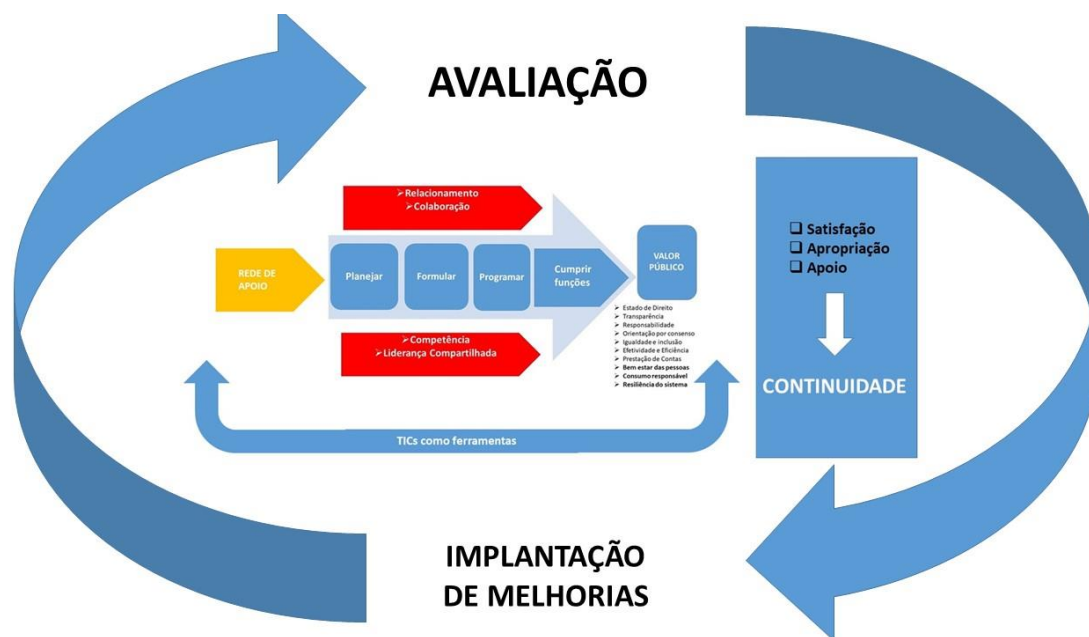 AVALIAÇÃO
Relacionamento
Colaboração
REDE DE
APOIO
Planejar
Formular
Programar
Cumprir
funções
VALOR
PÚBLICO
Estado de Direito
Transparência
Responsabilidade
Orientação por consenso
Igualdade e inclusão
Efetividade e Eficiência
Prestação de Contas
Bem estar das pessoas
Consumo responsável
Resiliência do sistema
Competência
Liderança Compartilhada
TICs como ferramentas
Satisfação
Apropriação
Apoio
CONTINUIDADE
IMPLANTAÇÃO
DE MELHORIAS